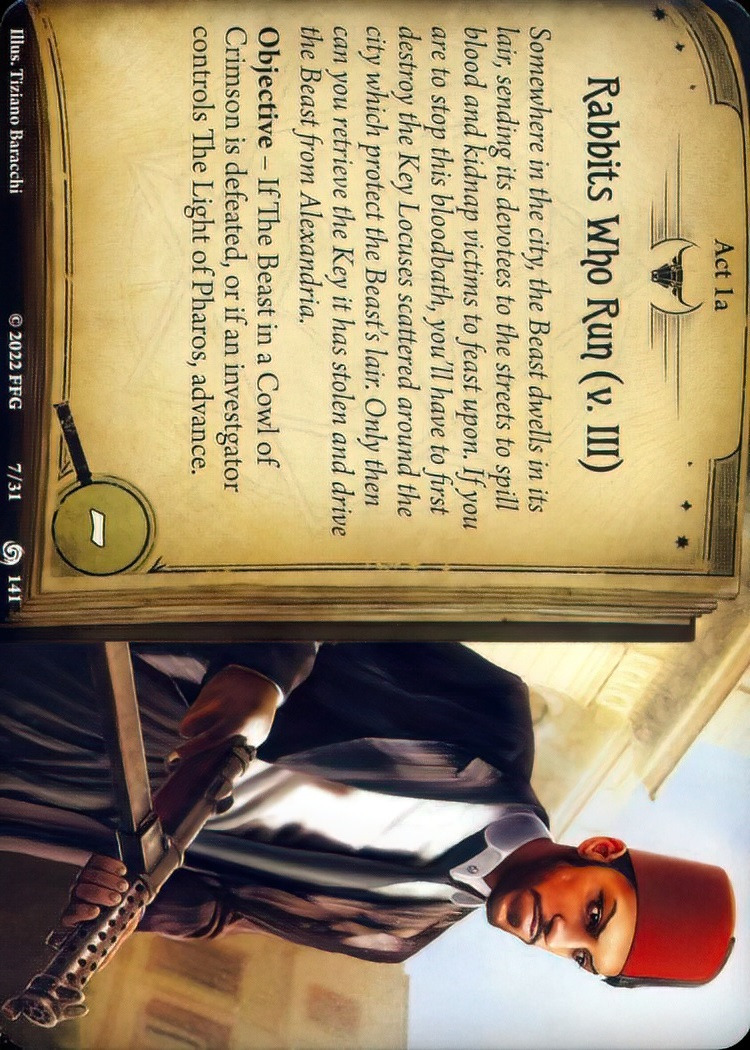 Act 1a
Rabbits Who Run (v. III)
Somewhere in the city, the Beast dwells in its
lair, sending its devotees to the streets to spill
blood and kidnap victims to feast upon. If you
are to stop this bloodbath, you'll have to first
destroy the Key Locuses scattered around the
city which protect the Beast's lair. Only then
can you retrieve the Key it has stolen and drive
the Beast from Alexandria.
Objective – If The Beast in a Cowl of
Crimson is defeated, or if an investgator
controls The Light of Pharos, advance.
-
Illus. Tiziano Baracchi © 2022 FFG 7/31 141